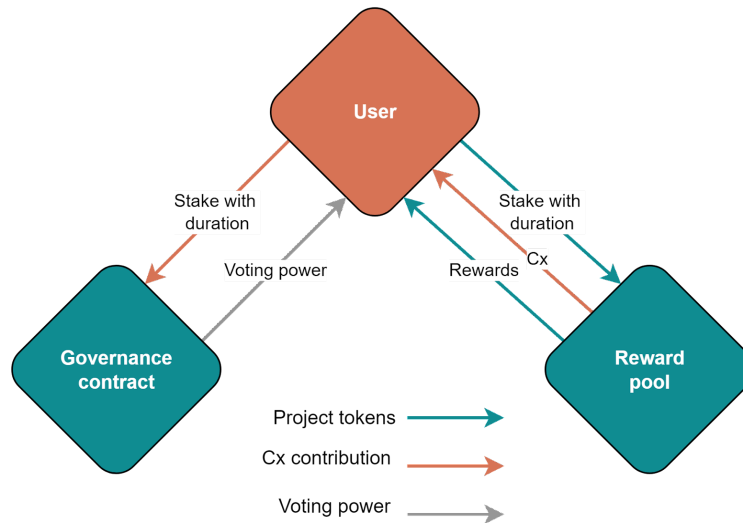 User
Stake with
duration
Stake with
duration
Voting power
Rewards
Cx
Governance
contract
Reward
pool
Project tokens
Cx contribution
Voting power